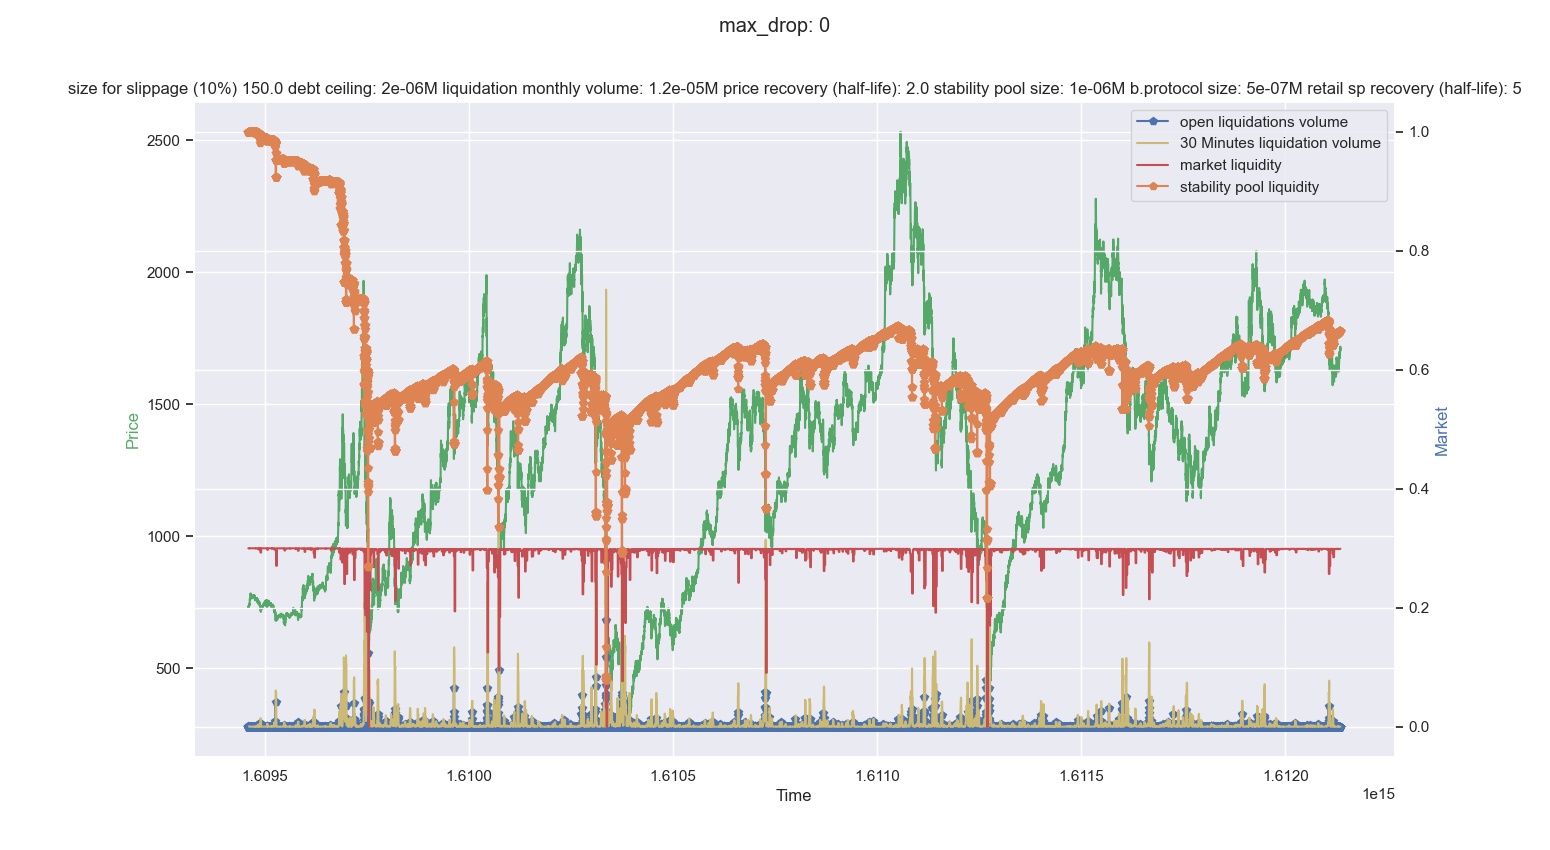 max_drop: 0
size for slippage (10%) 150.0 debt ceiling: 2e-06M liquidation monthly volume: 1.2e-05M price recovery (half-life): 2.0 stability pool size: 1e-06M b.protocol size: 5e-07M retail sp recovery (half-life): 5
open liquidations volume
30 Minutes liquidation volume
market liquidity
stability pool liquidity
2500
2000
1500
1000
500
Price
1.0
0.8
0.6
0.4
0.2
0.0
Market
1.6095
1.6100
1.6105
1.6110
1.6115
1.6120
Time
1e15